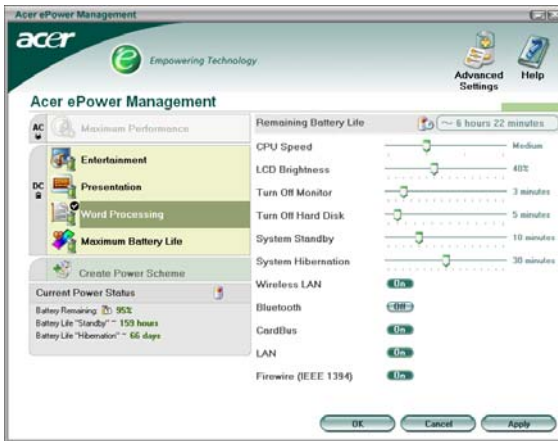 Acer ePower Management
acer
e
Empowering Technology
Advanced Settings
Help
Acer ePower Management
AC
Maximum Performance
DC
Entertainment
Presentation
Word Processing
Maximum Battery Life
Create Power Scheme
Current Power Status
Battery Remaining: 95%
Battery Life "Standby" ~ 159 hours
Battery Life "Hibernation" ~ 66 days
Remaining Battery Life ~ 6 hours 22 minutes
CPU Speed Medium
LCD Brightness 40%
Turn Off Monitor 3 minutes
Turn Off Hard Disk 5 minutes
System Standby 10 minutes
System Hibernation 30 minutes
Wireless LAN On
Bluetooth Off
CardBus On
LAN On
Firewire (IEEE 1394) On
OK Cancel Apply